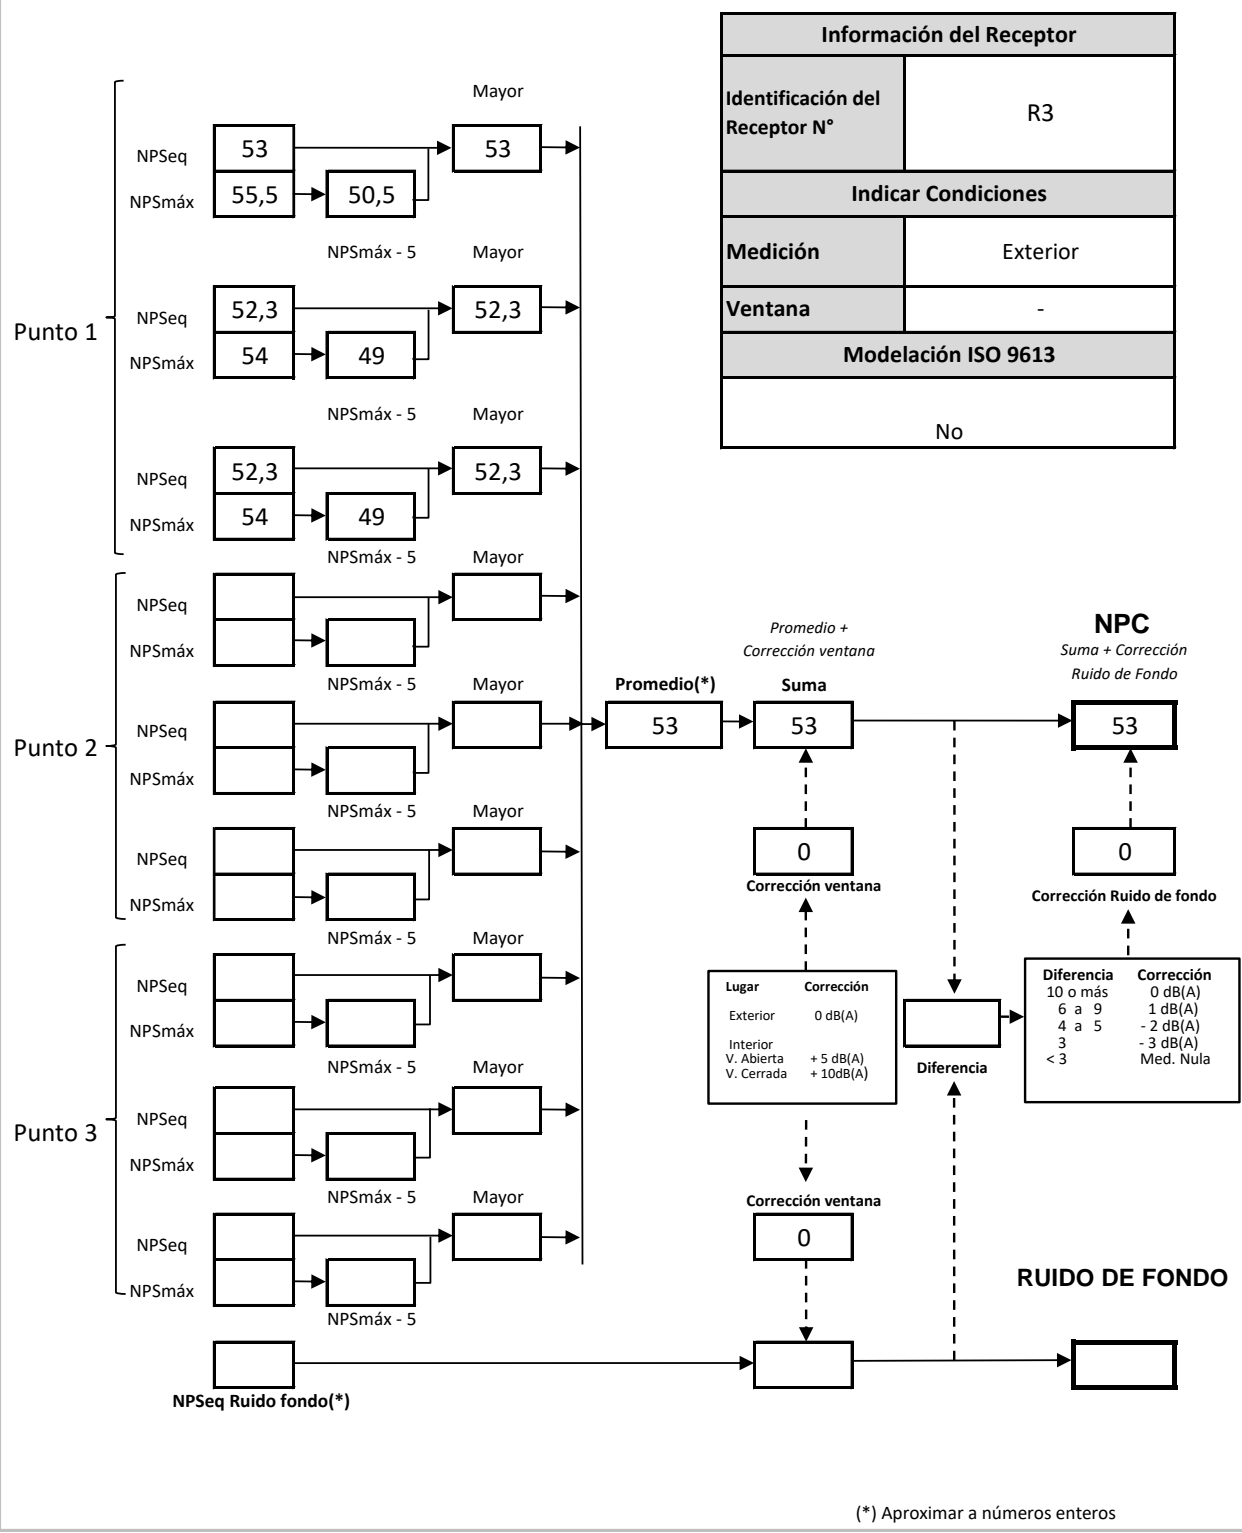 Información del Receptor
Identificación del
Receptor N°
R3
Indicar Condiciones
Medición
Exterior
Ventana
-
Modelación ISO 9613
No
Punto 1
Mayor
NPSeq
53
53
NPSmáx
55,5
50,5
NPSmáx - 5
Mayor
NPSeq
52,3
52,3
NPSmáx
54
49
NPSmáx - 5
Mayor
NPSeq
52,3
52,3
NPSmáx
54
49
NPSmáx - 5
Mayor
Punto 2
NPSeq
NPSmáx
NPSmáx - 5
Mayor
NPSeq
NPSmáx
NPSmáx - 5
Mayor
NPSeq
NPSmáx
NPSmáx - 5
Mayor
Punto 3
NPSeq
NPSmáx
NPSmáx - 5
Mayor
NPSeq
NPSmáx
NPSmáx - 5
Mayor
NPSeq
NPSmáx
NPSmáx - 5
NPSeq Ruido fondo(*)
Promedio(*)
53
Promedio +
Corrección ventana
Suma
53
0
Corrección ventana
Lugar Corrección
Exterior 0 dB(A)
Interior
V. Abierta + 5 dB(A)
V. Cerrada + 10dB(A)
Corrección ventana
0
Diferencia
NPC
Suma + Corrección
Ruido de Fondo
53
0
Corrección Ruido de fondo
Diferencia Corrección
10 o más 0 dB(A)
6 a 9 1 dB(A)
4 a 5 - 2 dB(A)
3 - 3 dB(A)
< 3 Med. Nula
RUIDO DE FONDO
(*) Aproximar a números enteros